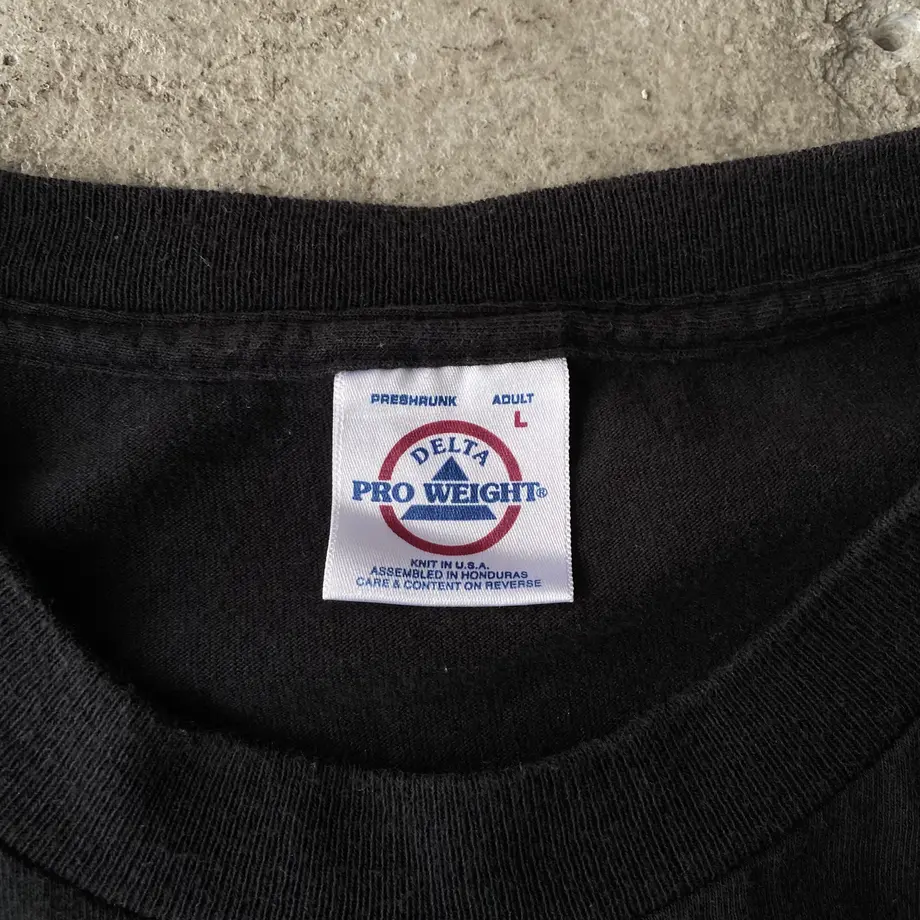 PRESHRUNK ADULT
L
DELTA
PRO WEIGHT®
KNIT IN U.S.A.
ASSEMBLED IN HONDURAS
CARE & CONTENT ON REVERSE